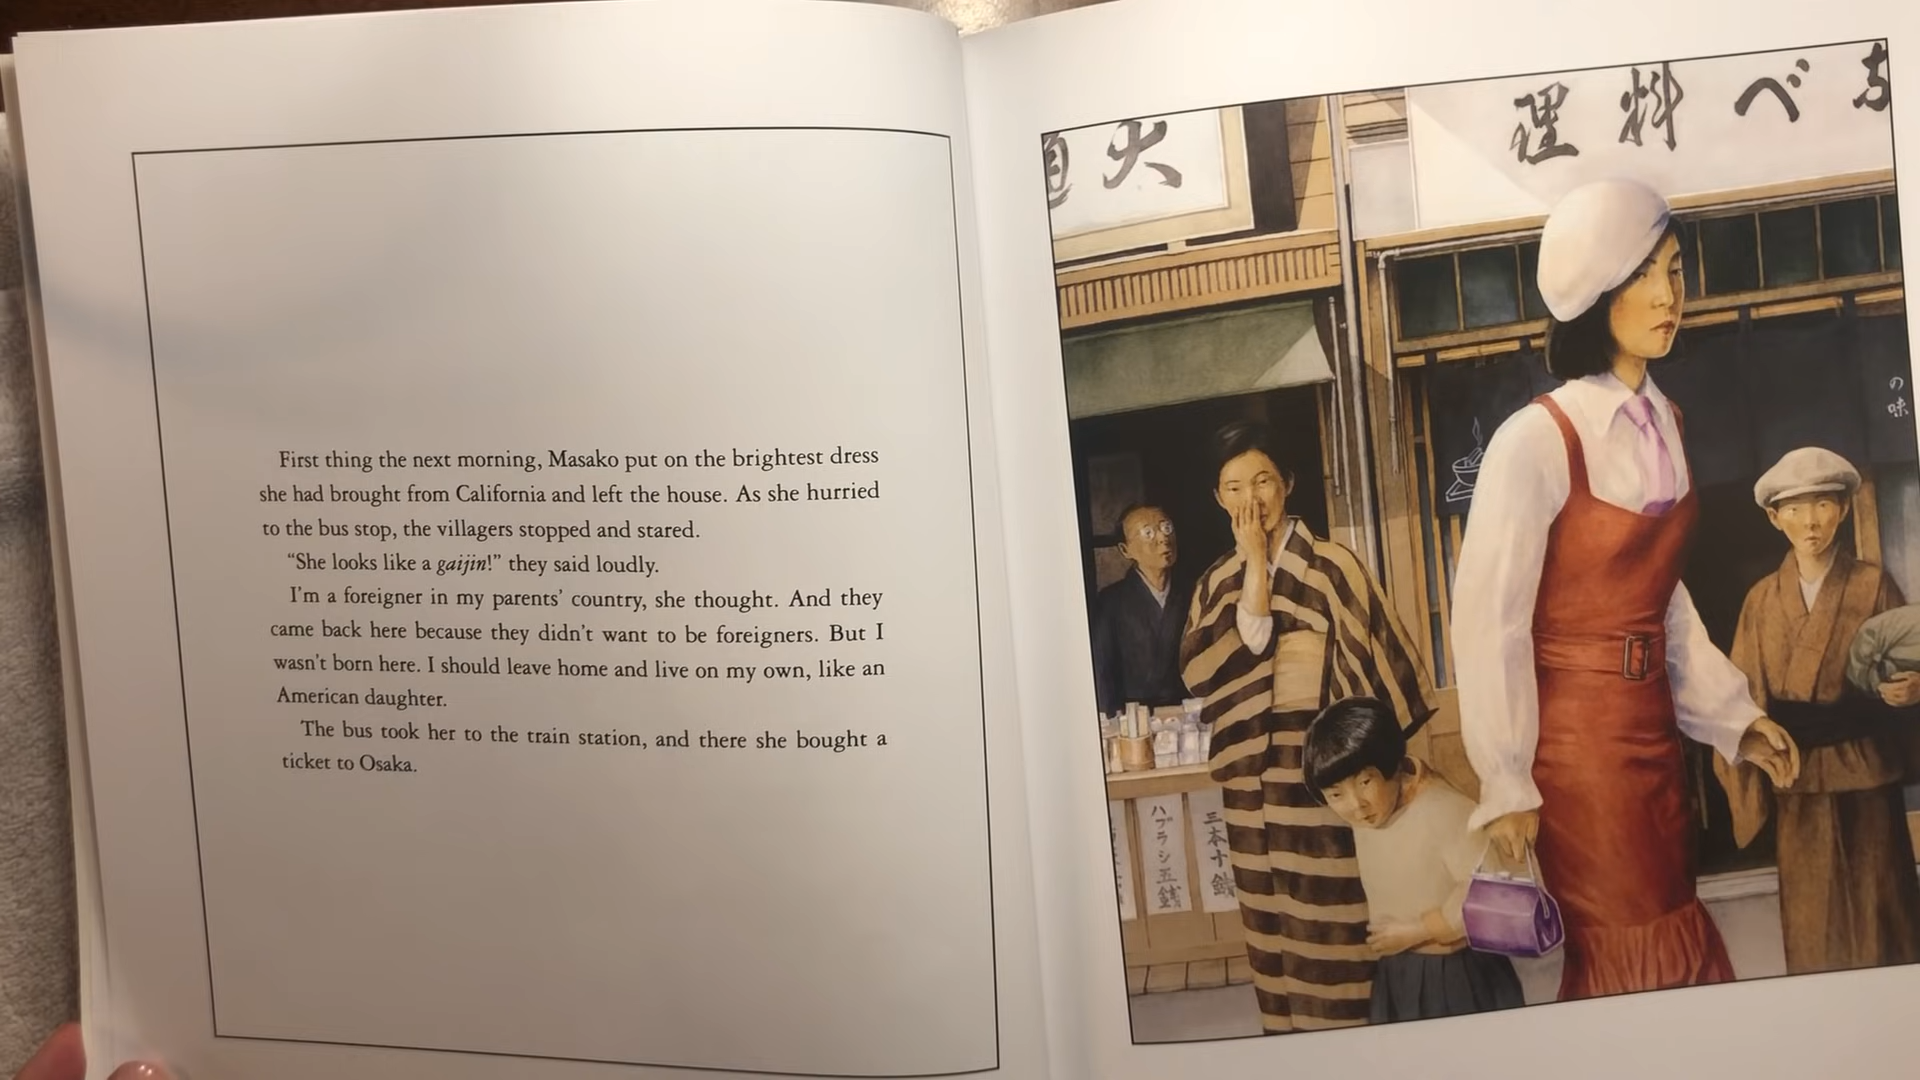 First thing the next morning, Masako put on the brightest dress
she had brought from California and left the house. As she hurried
to the bus stop, the villagers stopped and stared.
“She looks like a gaijin!” they said loudly.
I’m a foreigner in my parents’ country, she thought. And they
came back here because they didn’t want to be foreigners. But I
wasn’t born here. I should leave home and live on my own, like an
American daughter.
The bus took her to the train station, and there she bought a
ticket to Osaka.
火
理料べ
の味
三本十銭
ハブラシ五銭